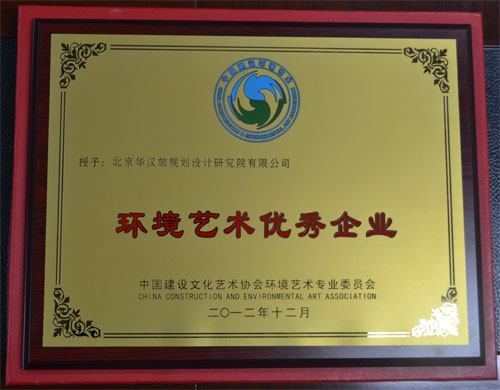 授予：北京华汉旅规划设计研究院有限公司
环境艺术优秀企业
中国建设文化艺术协会环境艺术专业委员会
CHINA CONSTRUCTION AND ENVIRONMENTAL ART ASSOCIATION
二〇一二年十二月